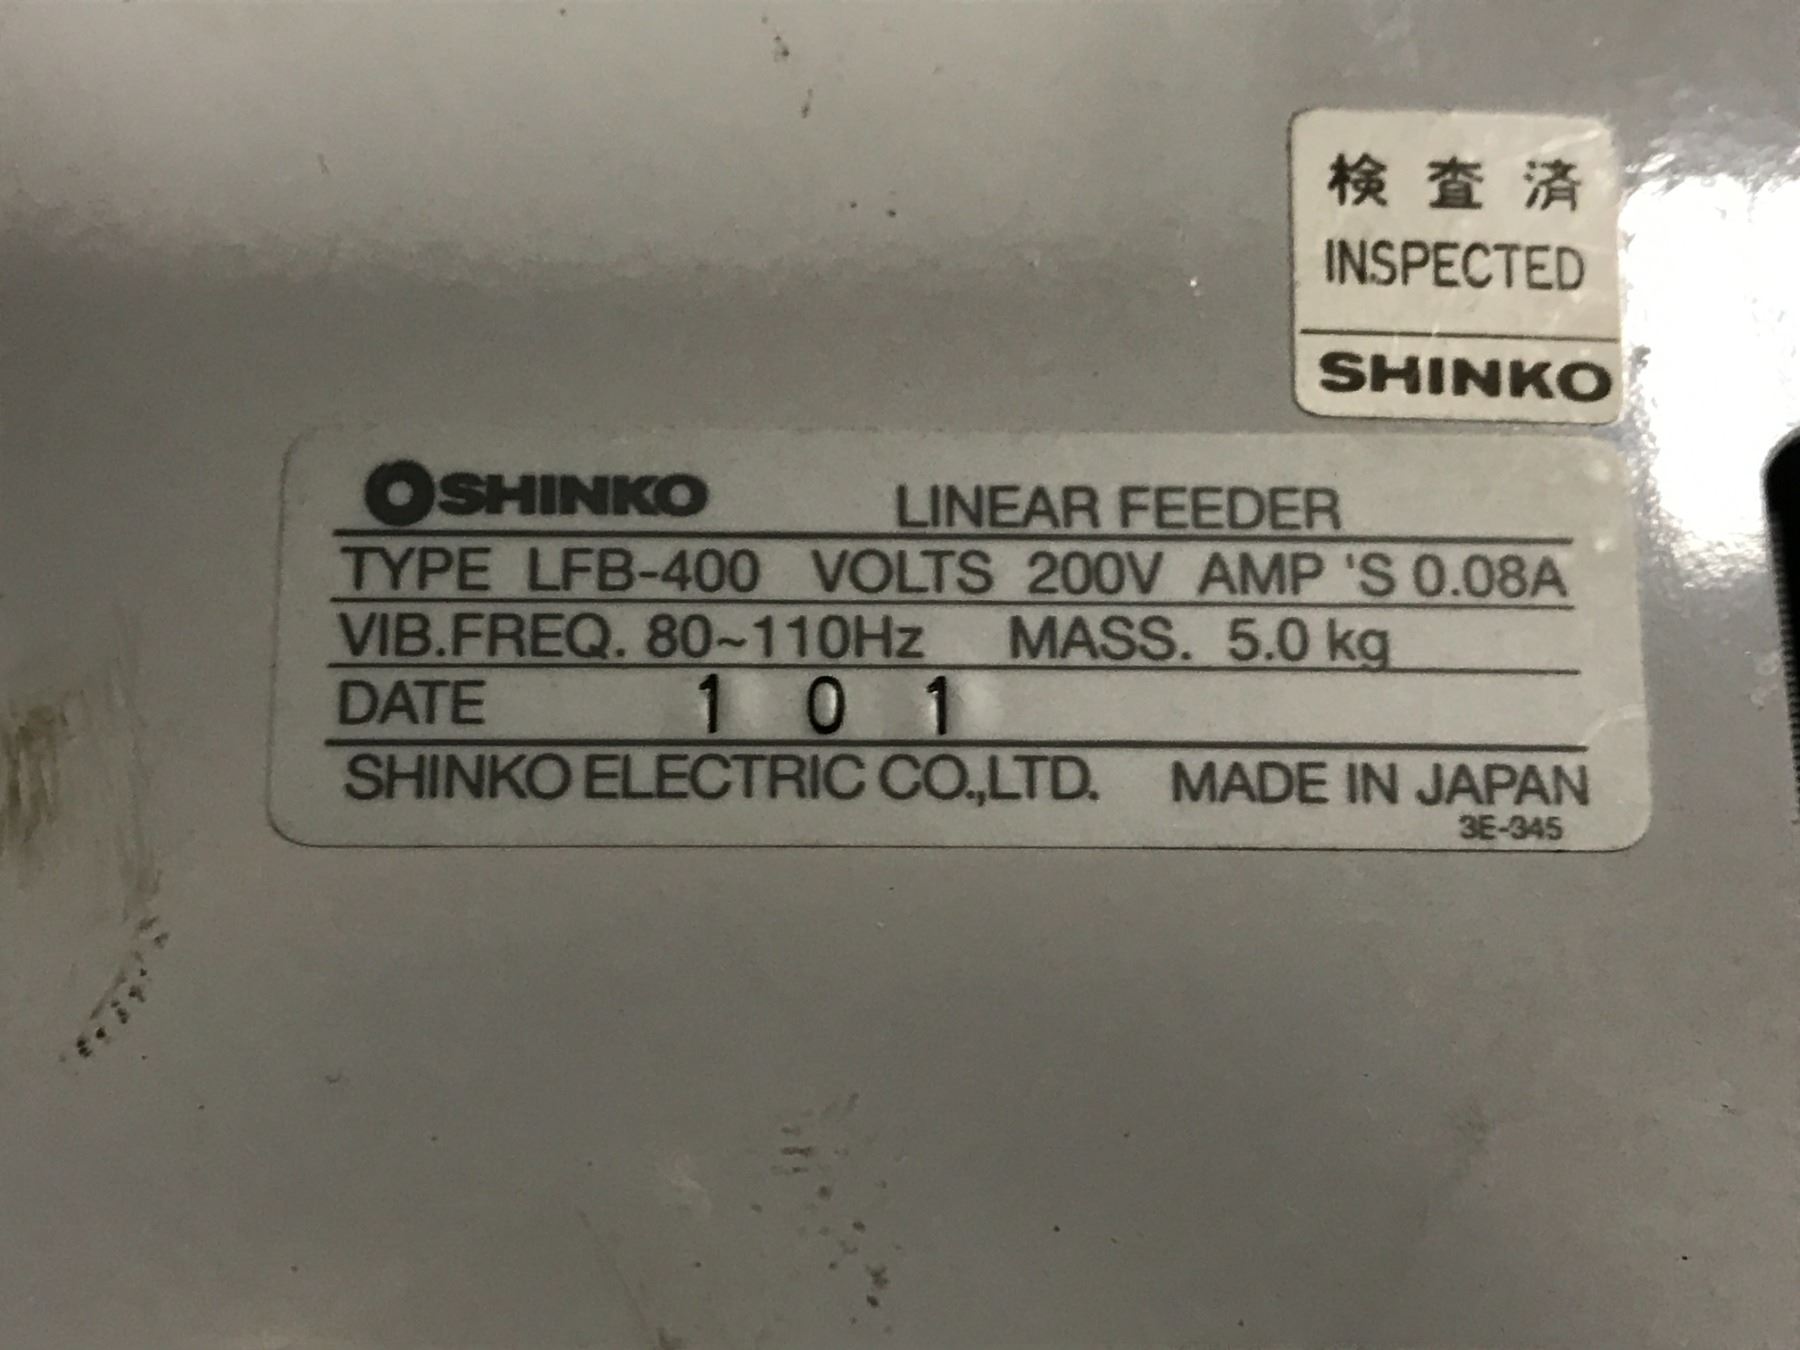 検査済
INSPECTED
SHINKO
SHINKO LINEAR FEEDER
TYPE LFB-400 VOLTS 200V AMP 'S 0.08A
VIB.FREQ. 80~110Hz MASS. 5.0 kg
DATE 1 0 1
SHINKO ELECTRIC CO.,LTD. MADE IN JAPAN
3E-345